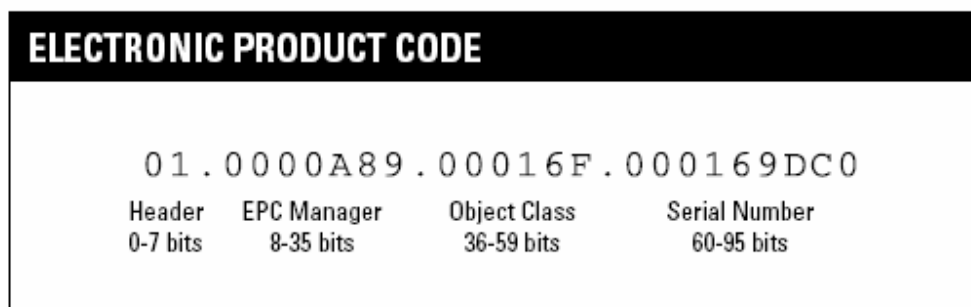 ELECTRONIC PRODUCT CODE
01.0000A89.00016F.000169DC0
Header EPC Manager Object Class Serial Number
0-7 bits 8-35 bits 36-59 bits 60-95 bits